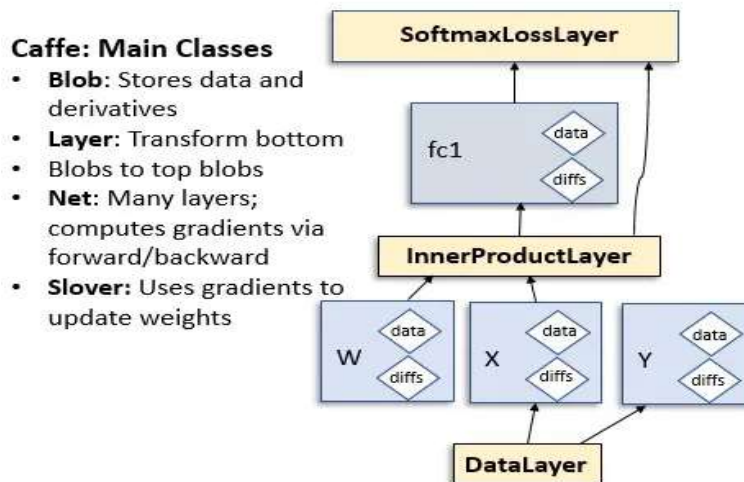 Caffe: Main Classes
• Blob: Stores data and
derivatives
• Layer: Transform bottom
• Blobs to top blobs
• Net: Many layers;
computes gradients via
forward/backward
• Slover: Uses gradients to
update weights
SoftmaxLossLayer
fc1
data
diffs
InnerProductLayer
W
data
diffs
X
data
diffs
Y
data
diffs
DataLayer